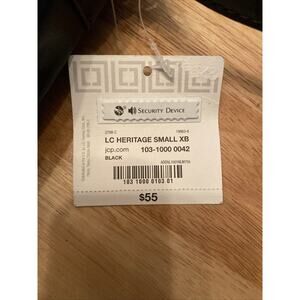 SECURITY DEVICE
LC HERITAGE SMALL XB
jcp.com 103-1000 0042
BLACK
103 1000 0103 01
$55